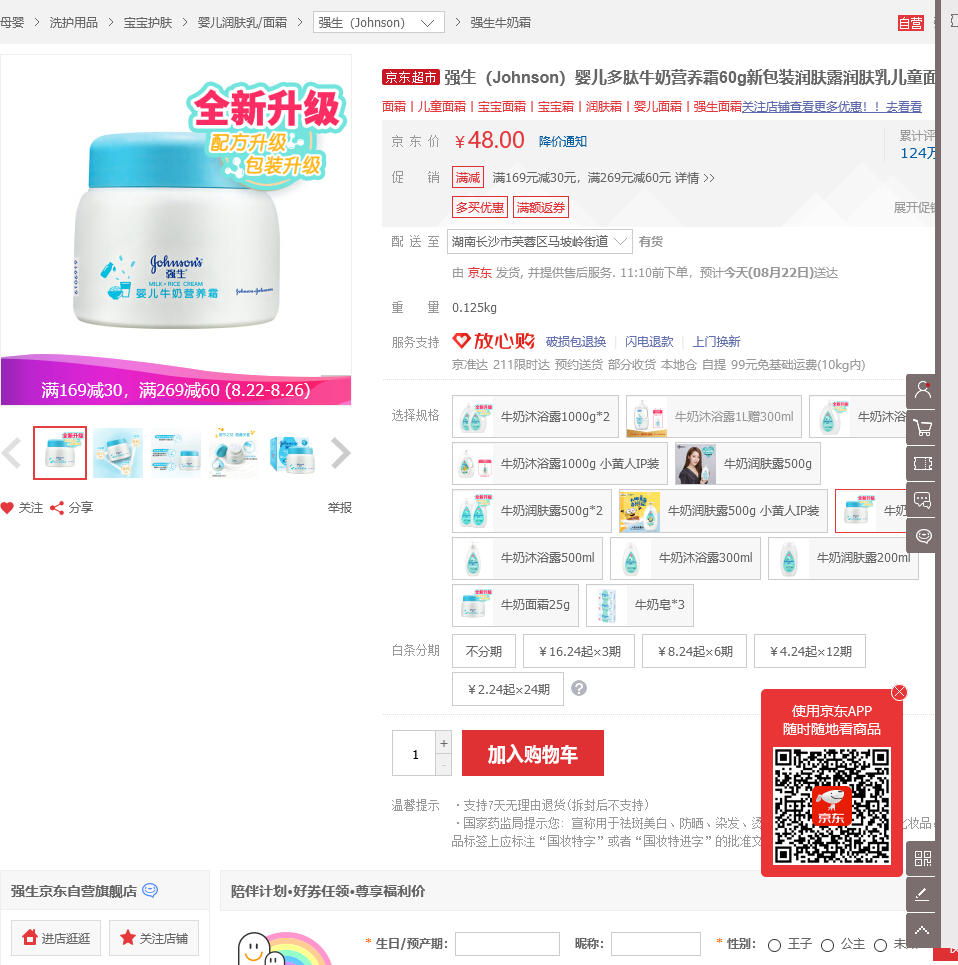 母婴 > 洗护用品 > 宝宝护肤 > 婴儿润肤乳/面霜 > 强生（Johnson） > 强生牛奶霜
自营
京东超市 强生（Johnson）婴儿多肽牛奶营养霜60g新包装润肤露润肤乳儿童面
面霜丨儿童面霜丨宝宝面霜丨宝宝霜丨润肤霜丨婴儿面霜丨强生面霜关注店铺查看更多优惠！！去看看
京东价 ￥48.00 降价通知
累计评
124万
促销 满减 满169元减30元，满269元减60元 详情 >>
多买优惠 满额返券
展开促销
全新升级
配方升级
包装升级
Johnson's
强生
MILK+RICE CREAM
婴儿牛奶营养霜
Johnson & Johnson
满169减30，满269减60 (8.22-8.26)
关注 分享
举报
配送至 湖南长沙市芙蓉区马坡岭街道 有货
由 京东 发货, 并提供售后服务. 11:10前下单，预计今天(08月22日)送达
重量 0.125kg
服务支持 放心购 破损包退换 闪电退款 上门换新
京准达 211限时达 预约送货 部分收货 本地仓 自提 99元免基础运费(10kg内)
选择规格 牛奶沐浴露1000g*2 牛奶沐浴露1L赠300ml 牛奶沐浴
牛奶沐浴露1000g 小黄人IP装 牛奶润肤露500g
牛奶润肤露500g*2 牛奶润肤露500g 小黄人IP装 牛奶
牛奶沐浴露500ml 牛奶沐浴露300ml 牛奶润肤露200ml
牛奶面霜25g 牛奶皂*3
白条分期 不分期 ￥16.24起×3期 ￥8.24起×6期 ￥4.24起×12期
￥2.24起×24期 ?
1 + - 加入购物车
温馨提示 ·支持7天无理由退货(拆封后不支持)
·国家药监局提示您：宣称用于祛斑美白、防晒、染发、烫
化妆品
品标签上应标注“国妆特字”或者“国妆特进字”的批准文
使用京东APP
随时随地看商品
京东
强生京东自营旗舰店
进店逛逛 关注店铺
陪伴计划•好券任领•尊享福利价
* 生日/预产期： 昵称： * 性别： 王子 公主 未